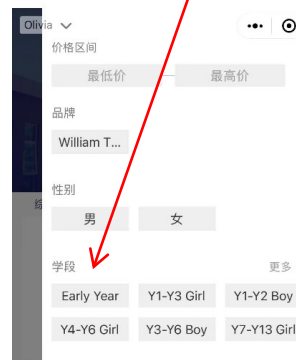 Olivia
价格区间
最低价 — 最高价
品牌
William T...
性别
男 女
综
学段 更多
Early Year Y1-Y3 Girl Y1-Y2 Boy
Y4-Y6 Girl Y3-Y6 Boy Y7-Y13 Girl